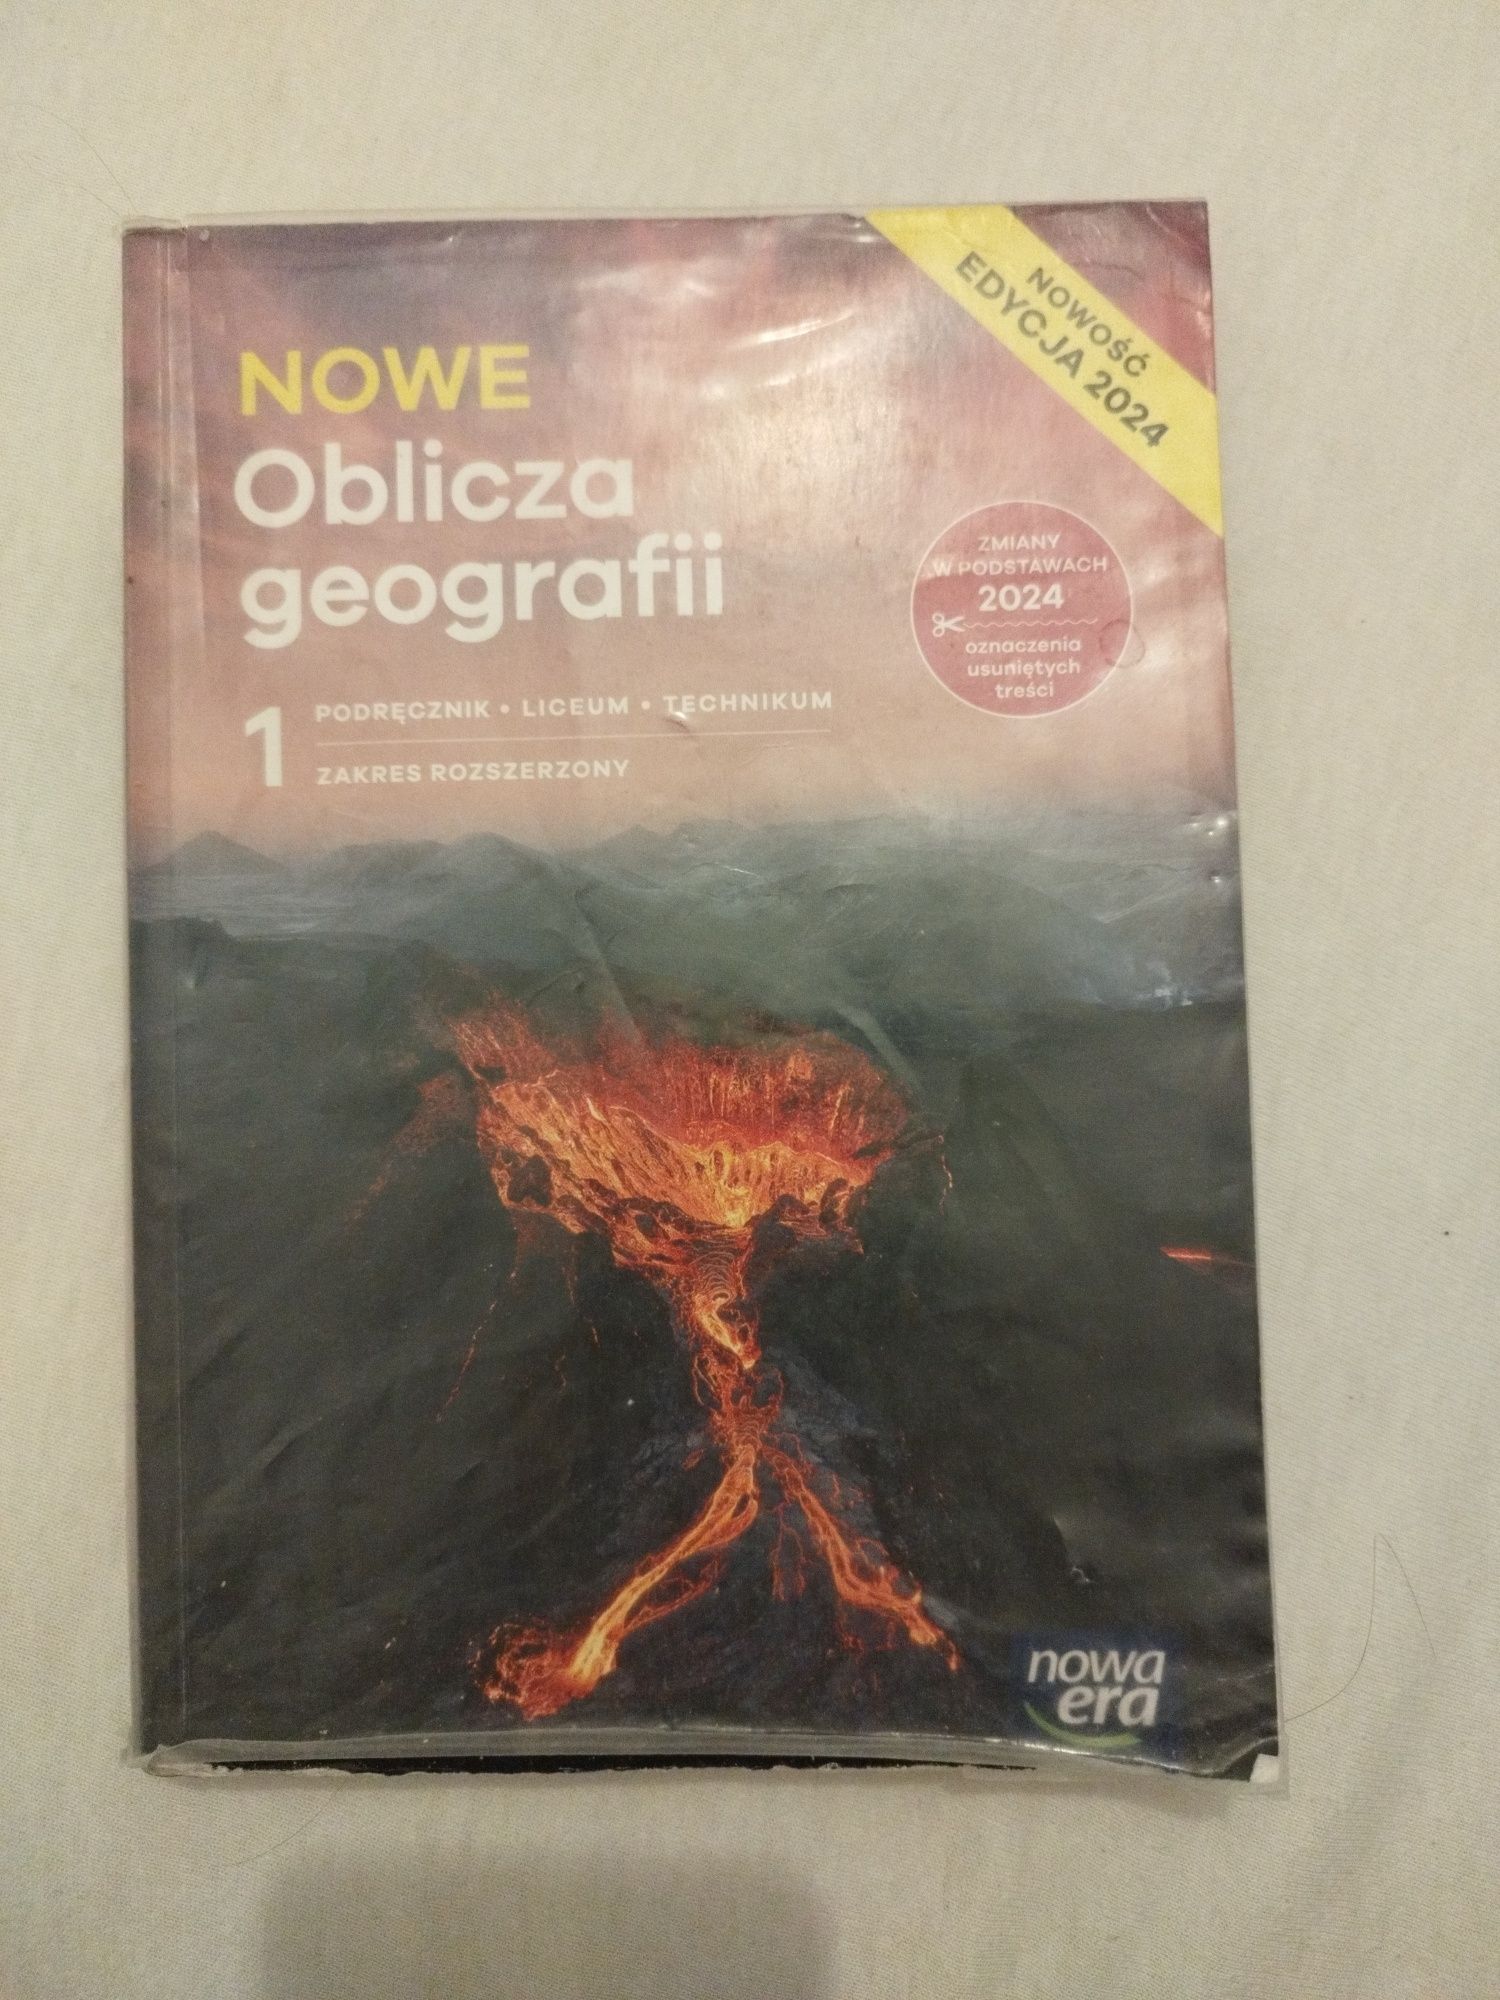 NOWOŚĆ
EDYCJA 2024
NOWE
Oblicza
geografii
ZMIANY
W PODSTAWACH
2024
oznaczenia
usuniętych
treści
1
PODRĘCZNIK • LICEUM • TECHNIKUM
ZAKRES ROZSZERZONY
nowa
era